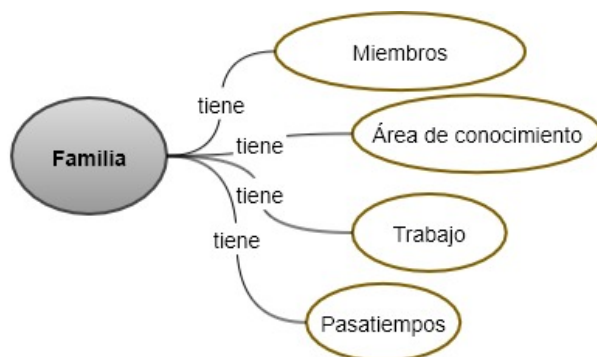 Familia
tiene
Miembros
tiene
Área de conocimiento
tiene
Trabajo
tiene
Pasatiempos